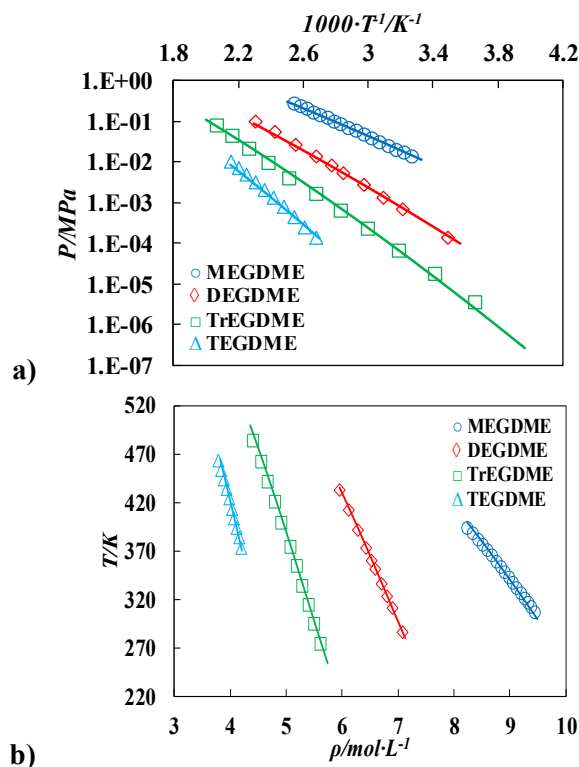 a)
1000·T⁻¹/K⁻¹
1.8 2.2 2.6 3 3.4 3.8 4.2
1.E+00
1.E-01
1.E-02
1.E-03
1.E-04
1.E-05
1.E-06
1.E-07
P/MPa
MEGDME
DEGDME
TrEGDME
TEGDME
b)
520
470
420
370
320
270
220
T/K
MEGDME
DEGDME
TrEGDME
TEGDME
3 4 5 6 7 8 9 10
ρ/mol·L⁻¹